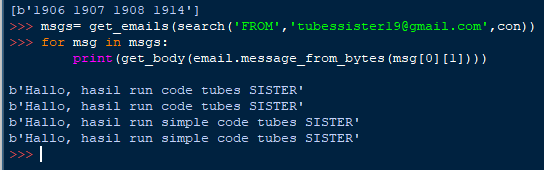 [b'1906 1907 1908 1914']
>>> msgs= get_emails(search('FROM','tubessister19@gmail.com',con))
>>> for msg in msgs:
        print(get_body(email.message_from_bytes(msg[0][1])))

b'Hallo, hasil run code tubes SISTER'
b'Hallo, hasil run code tubes SISTER'
b'Hallo, hasil run simple code tubes SISTER'
b'Hallo, hasil run simple code tubes SISTER'
>>>